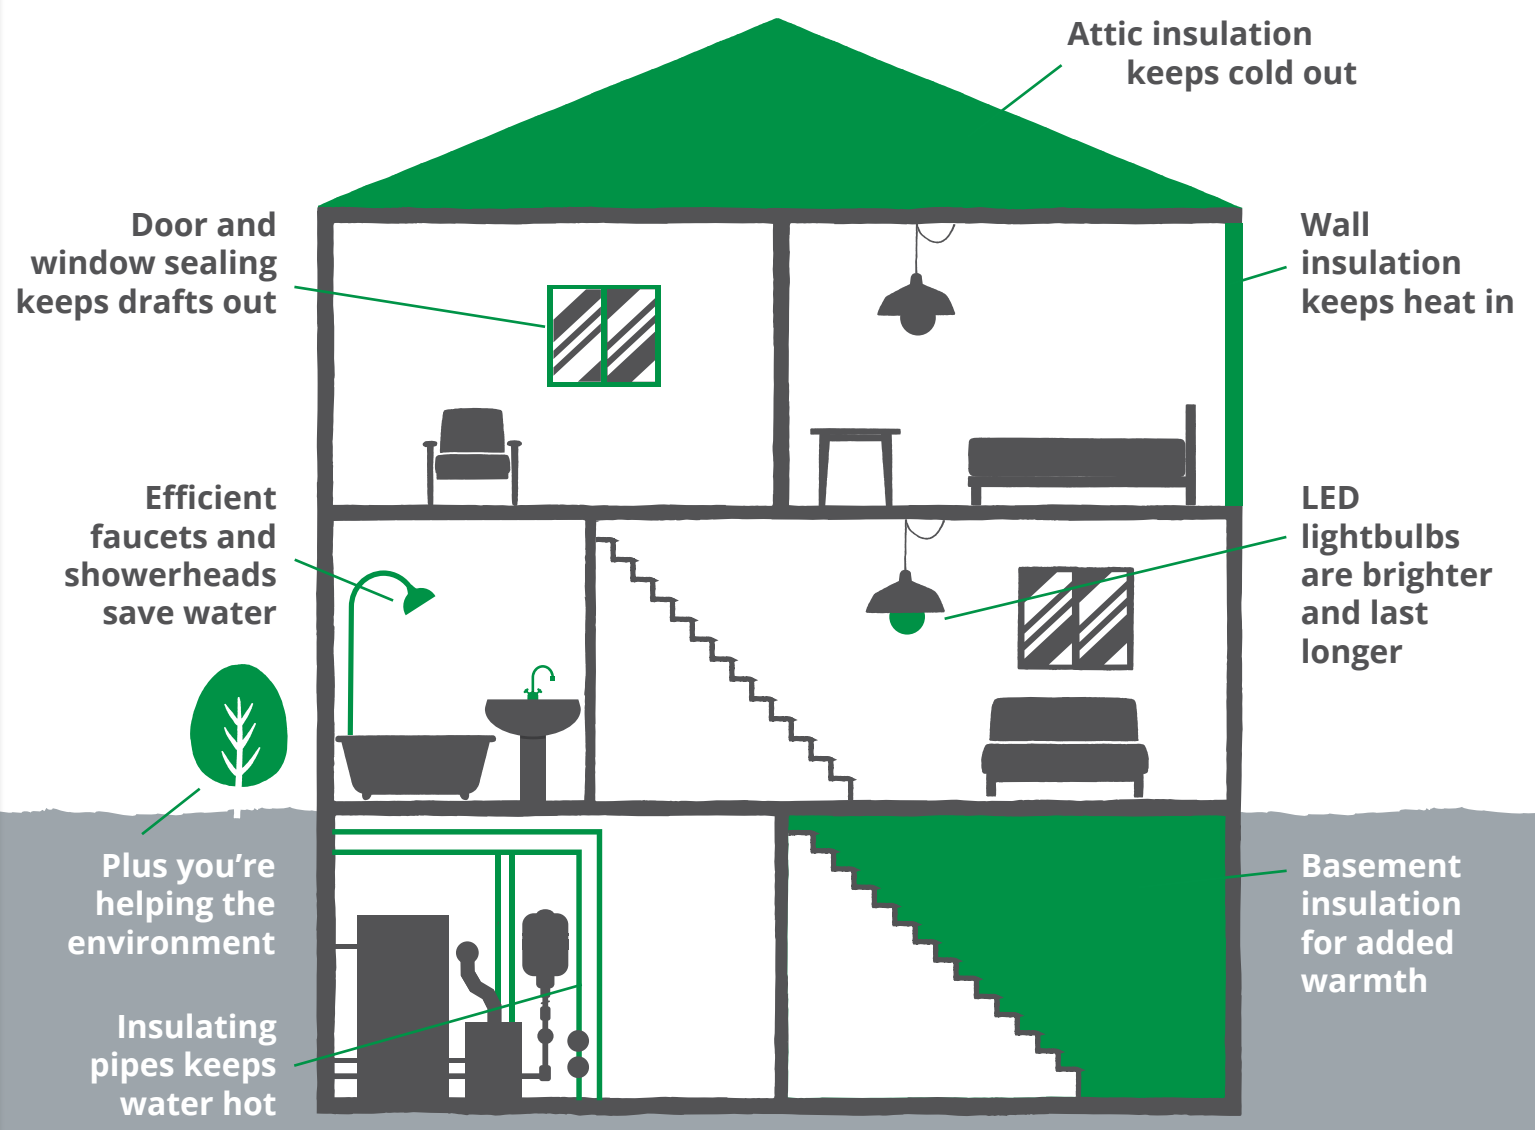 Attic insulation
keeps cold out
Door and
window sealing
keeps drafts out
Wall
insulation
keeps heat in
Efficient
faucets and
showerheads
save water
LED
lightbulbs
are brighter
and last
longer
Plus you’re
helping the
environment
Basement
insulation
for added
warmth
Insulating
pipes keeps
water hot